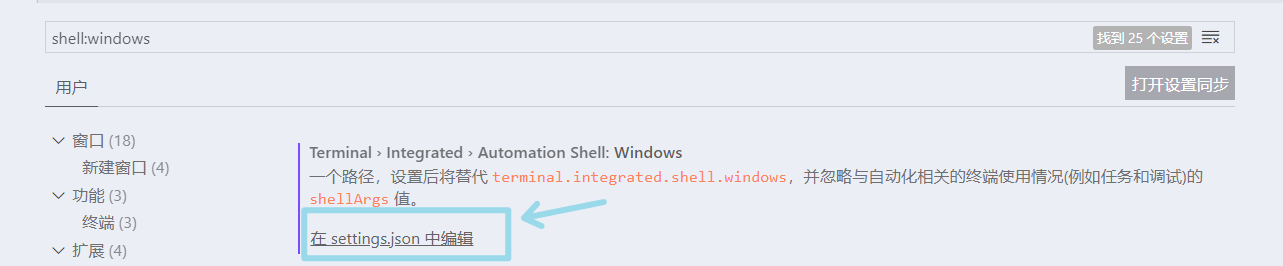 shell:windows
找到 25 个设置
用户
打开设置同步
窗口 (18)
新建窗口 (4)
功能 (3)
终端 (3)
扩展 (4)
Terminal › Integrated › Automation Shell: Windows
一个路径，设置后将替代 terminal.integrated.shell.windows，并忽略与自动化相关的终端使用情况(例如任务和调试)的
shellArgs 值。
在 settings.json 中编辑